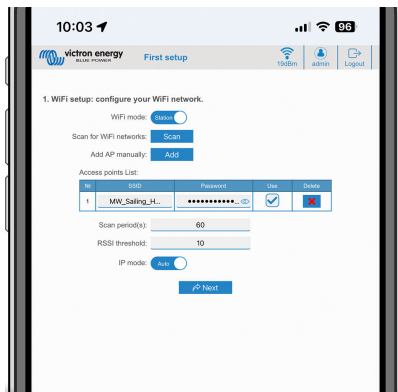 10:03
96
victron energy
BLUE POWER
First setup
19dBm
admin
Logout
1. WiFi setup: configure your WiFi network.
WiFi mode: Station
Scan for WiFi networks: Scan
Add AP manually: Add
Access points List:
№ SSID Password Use Delete
1 MW_Sailing_H... ••••••••••• ...
Scan period(s): 60
RSSI threshold: 10
IP mode: Auto
Next